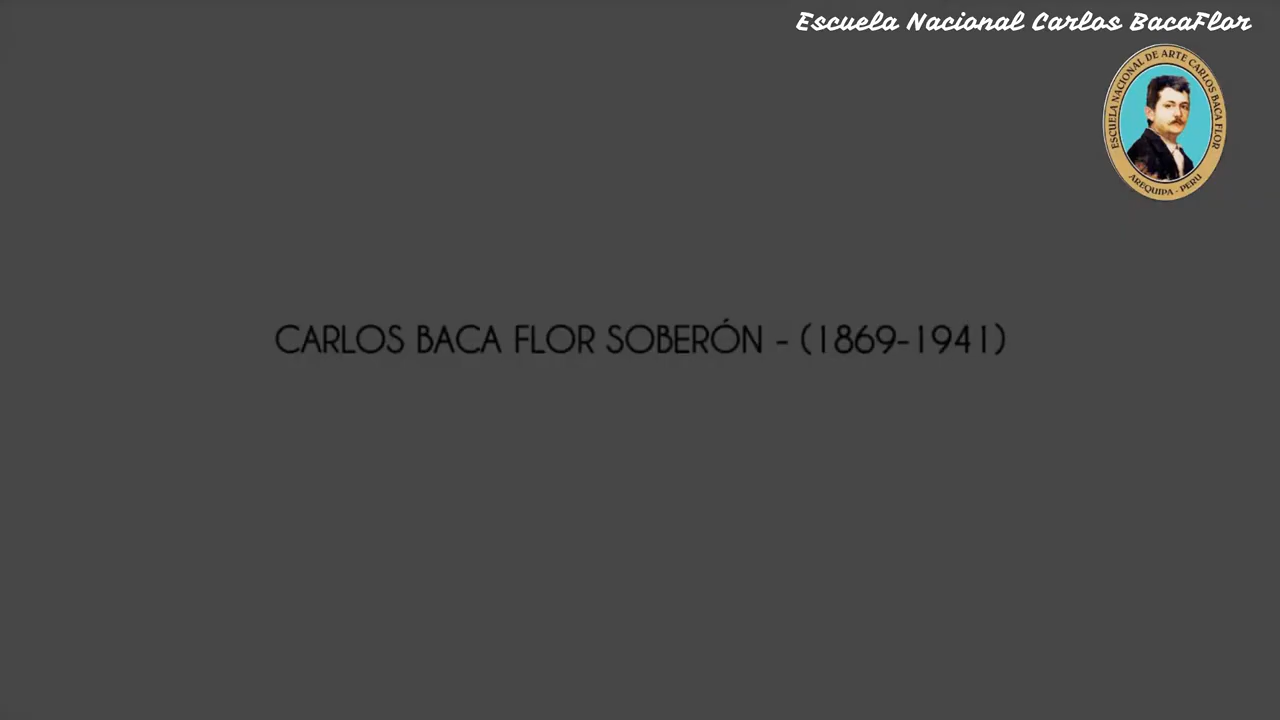 Escuela Nacional Carlos BacaFlor
ESCUELA NACIONAL DE ARTE CARLOS BACA FLOR
AREQUIPA - PERU
CARLOS BACA FLOR SOBERÓN - (1869-1941)